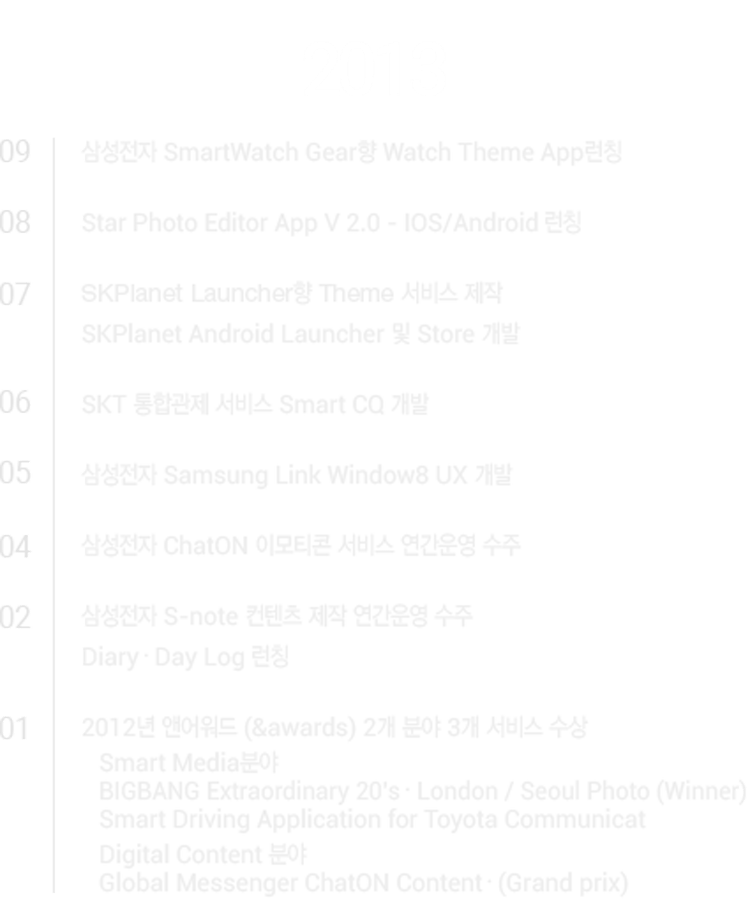 09 삼성전자 SmartWatch Gear향 Watch Theme App런칭
08 Star Photo Editor App V 2.0 - IOS/Android 런칭
07 SKPlanet Launcher향 Theme 서비스 제작
SKPlanet Android Launcher 및 Store 개발
06 SKT 통합관제 서비스 Smart CQ 개발
05 삼성전자 Samsung Link Window8 UX 개발
04 삼성전자 ChatON 이모티콘 서비스 연간운영 수주
02 삼성전자 S-note 컨텐츠 제작 연간운영 수주
Diary · Day Log 런칭
01 2012년 앤어워드 (&awards) 2개 분야 3개 서비스 수상
Smart Media분야
BIGBANG Extraordinary 20's · London / Seoul Photo (Winner)
Smart Driving Application for Toyota Communicat
Digital Content 분야
Global Messenger ChatON Content · (Grand prix)